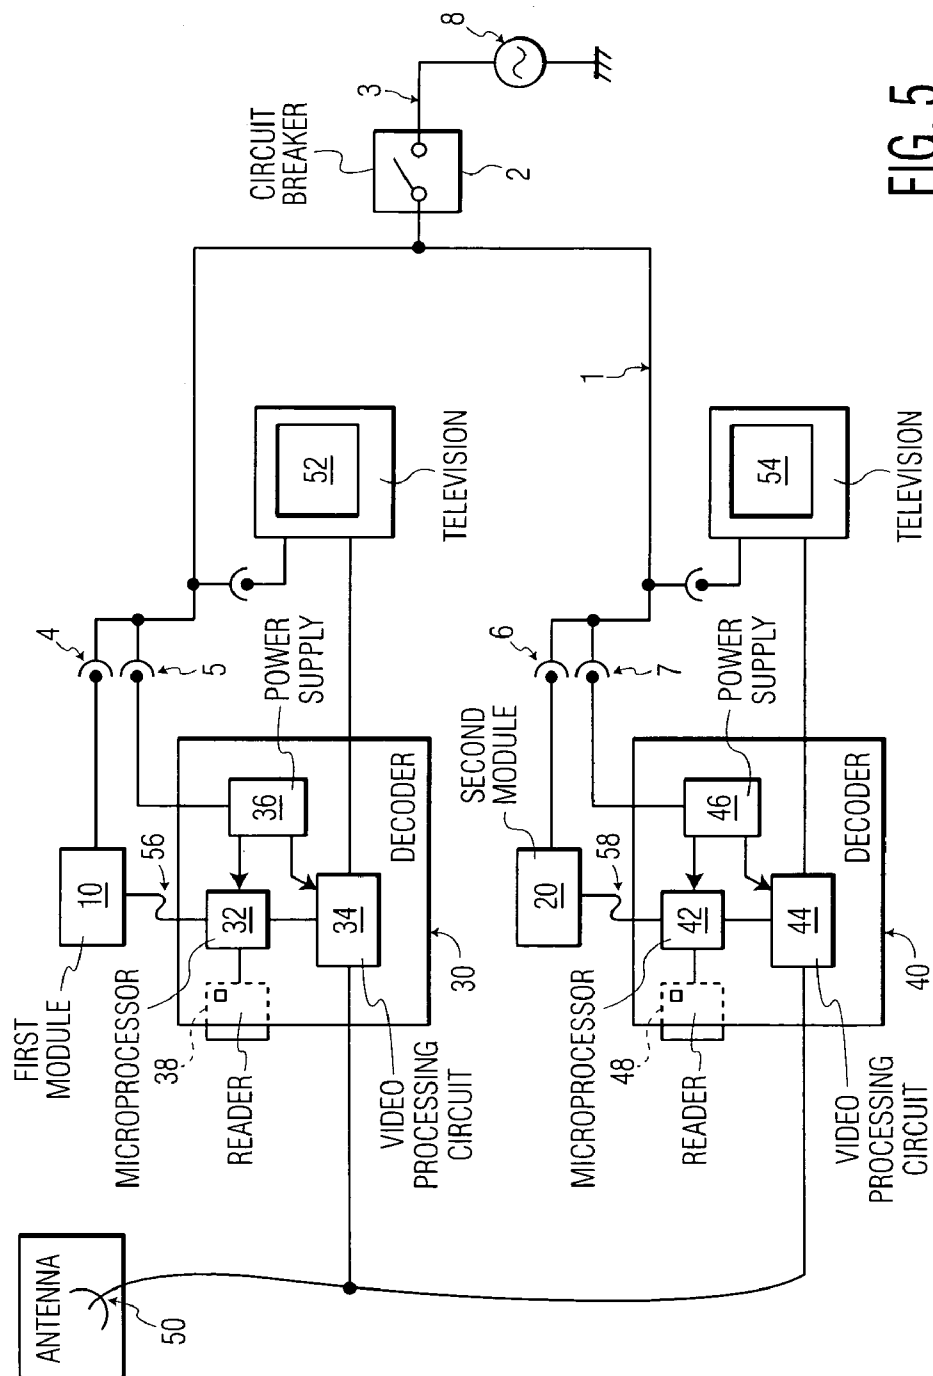 ANTENNA
50
FIRST
MODULE
10
56
4
5
MICROPROCESSOR
32
36
POWER
SUPPLY
38
READER
34
VIDEO
PROCESSING
CIRCUIT
DECODER
30
52
TELEVISION
CIRCUIT
BREAKER
2
3
8
1
SECOND
MODULE
20
58
6
7
MICROPROCESSOR
42
46
POWER
SUPPLY
48
READER
44
VIDEO
PROCESSING
CIRCUIT
DECODER
40
54
TELEVISION
FIG. 5